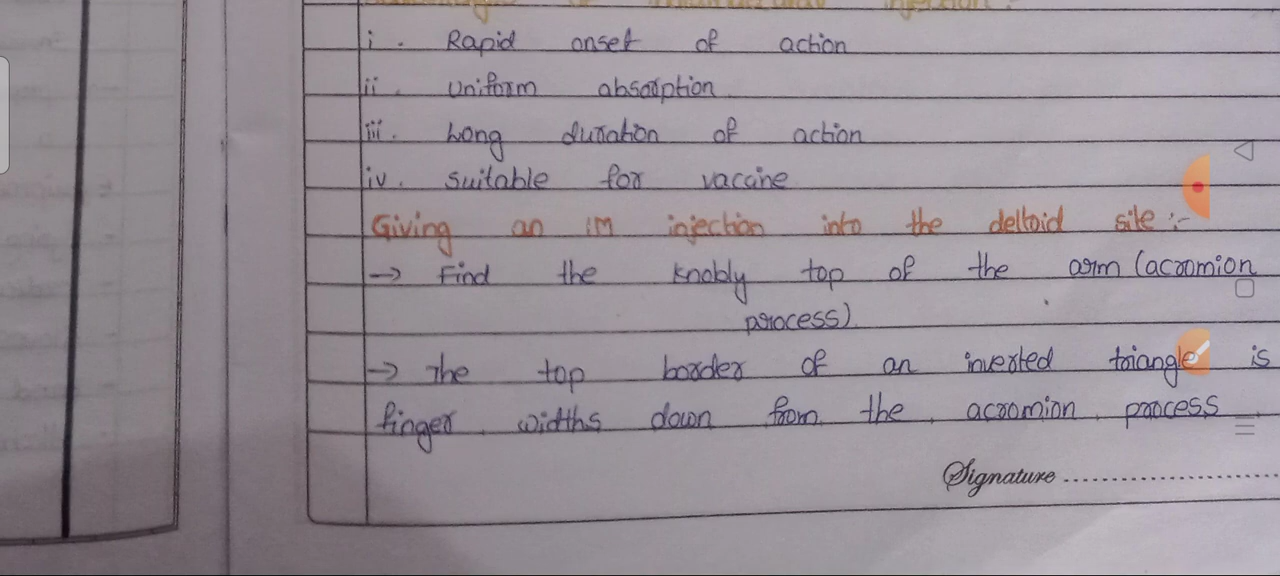 i. Rapid onset of action
ii. Uniform absorption
iii. Long duration of action
iv. Suitable for vaccine
Giving an IM injection into the deltoid site :-
→ Find the knobly top of the arm (acromion
process)
→ The top border of an inverted triangle is
finger widths down from the acromion process
Signature